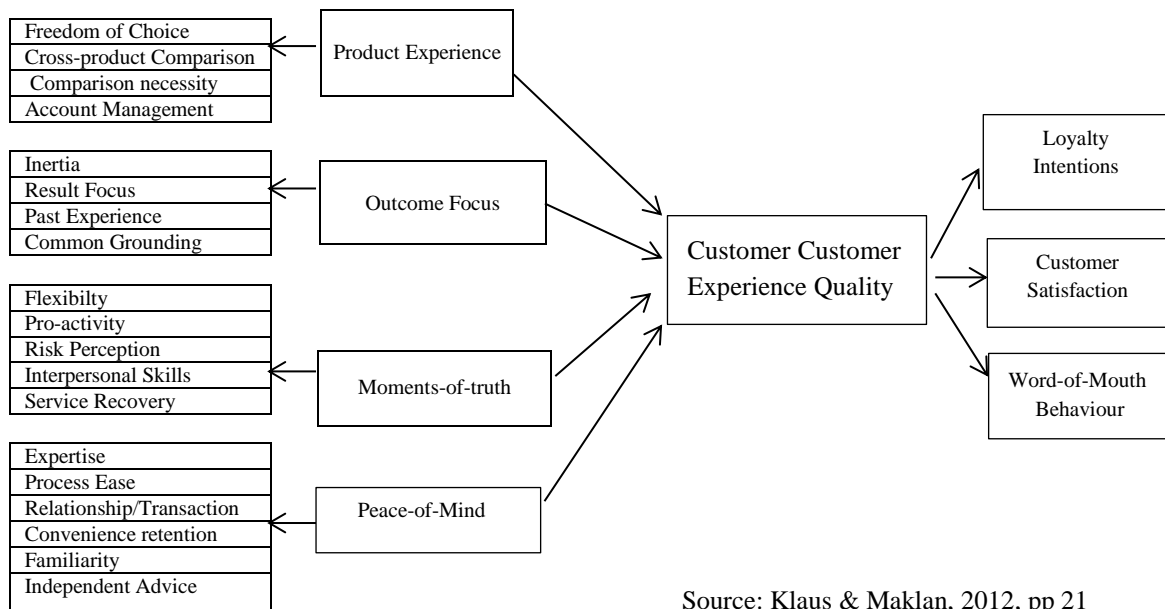 Freedom of Choice
Cross-product Comparison
Comparison necessity
Account Management
Product Experience
Inertia
Result Focus
Past Experience
Common Grounding
Outcome Focus
Flexibilty
Pro-activity
Risk Perception
Interpersonal Skills
Service Recovery
Moments-of-truth
Expertise
Process Ease
Relationship/Transaction
Convenience retention
Familiarity
Independent Advice
Peace-of-Mind
Customer Customer
Experience Quality
Loyalty
Intentions
Customer
Satisfaction
Word-of-Mouth
Behaviour
Source: Klaus & Maklan, 2012, pp 21